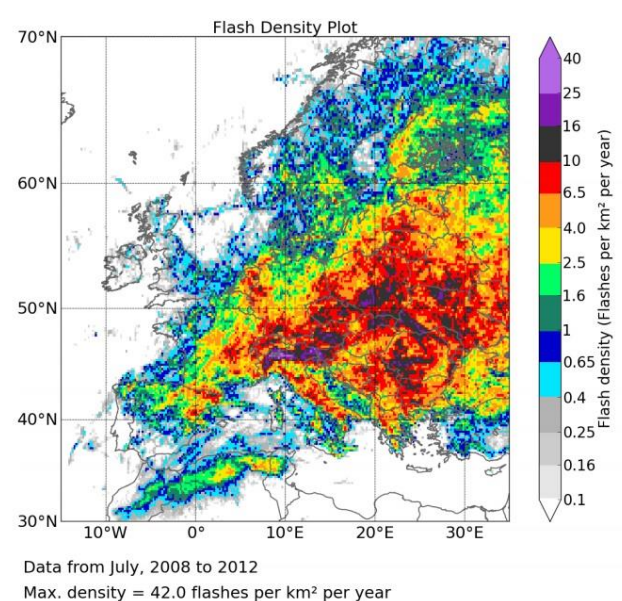 Flash Density Plot
70°N
60°N
50°N
40°N
30°N
10°W 0° 10°E 20°E 30°E
40
25
16
10
6.5
4.0
2.5
1.6
1
0.65
0.4
0.25
0.16
0.1
Flash density (Flashes per km² per year)
Data from July, 2008 to 2012
Max. density = 42.0 flashes per km² per year